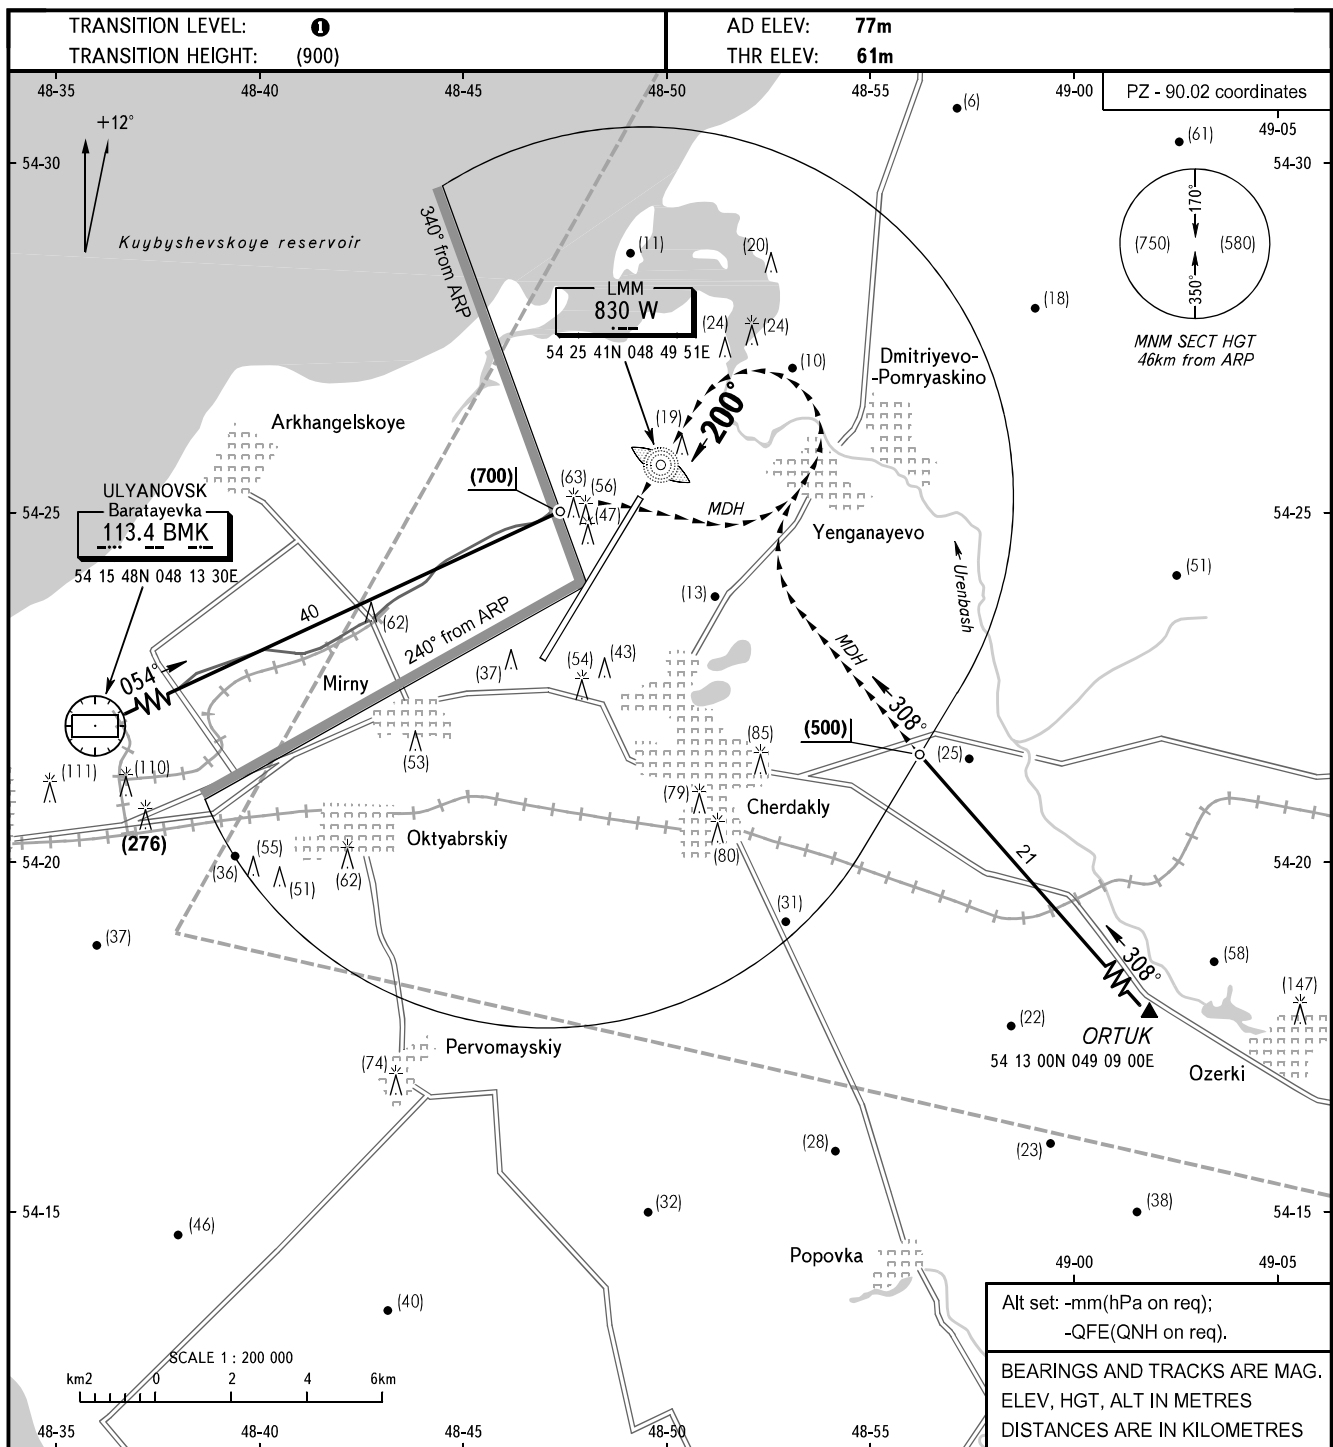 TRANSITION LEVEL: 1
TRANSITION HEIGHT: (900)
AD ELEV: 77m
THR ELEV: 61m
48-35 48-40 48-45 48-50 48-55 49-00
PZ - 90.02 coordinates
49-05
+12°
(6)
(61)
54-30
54-30
Kuybyshevskoye reservoir
340° from ARP
(11)
(20)
170°
(750) (580)
350°
MNM SECT HGT
46km from ARP
LMM
830 W
54 25 41N 048 49 51E
(18)
(24)
(24)
(10)
Dmitriyevo-
-Pomryaskino
Arkhangelskoye
(19)
200°
(700)
(63)
(56)
(47)
MDH
Yenganayevo
ULYANOVSK
Baratayevka
113.4 BMK
54 15 48N 048 13 30E
54-25
54-25
Urenbash
(51)
(13)
40
(62)
240° from ARP
054°
Mirny
(37)
(54)
(43)
MDH
308°
(500)
(25)
(85)
(53)
(111)
(110)
(79)
Cherdakly
(276)
Oktyabrskiy
(80)
21
54-20
54-20
(36)
(55)
(51)
(62)
(31)
(37)
308°
(58)
(147)
(22)
ORTUK
54 13 00N 049 09 00E
Ozerki
Pervomayskiy
(74)
(28)
(23)
54-15
54-15
(32)
(38)
(46)
Popovka
49-00 49-05
(40)
Alt set: -mm(hPa on req);
-QFE(QNH on req).
SCALE 1 : 200 000
km2 0 2 4 6km
BEARINGS AND TRACKS ARE MAG.
ELEV, HGT, ALT IN METRES
DISTANCES ARE IN KILOMETRES
48-35 48-40 48-45 48-50 48-55